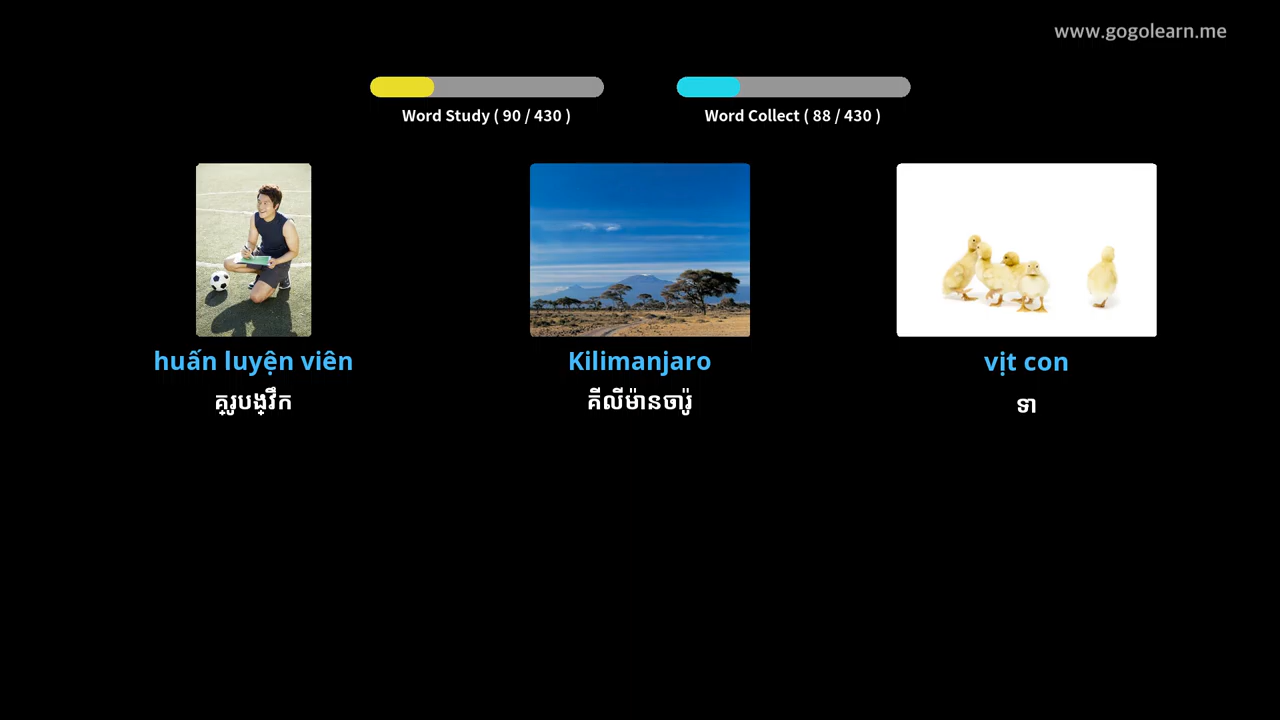 www.gogolearn.me
Word Study ( 90 / 430 )
Word Collect ( 88 / 430 )
huấn luyện viên
Kilimanjaro
vịt con
គ្រូបង្វឹក
គីលីម៉ានចារ៉ូ
ទា